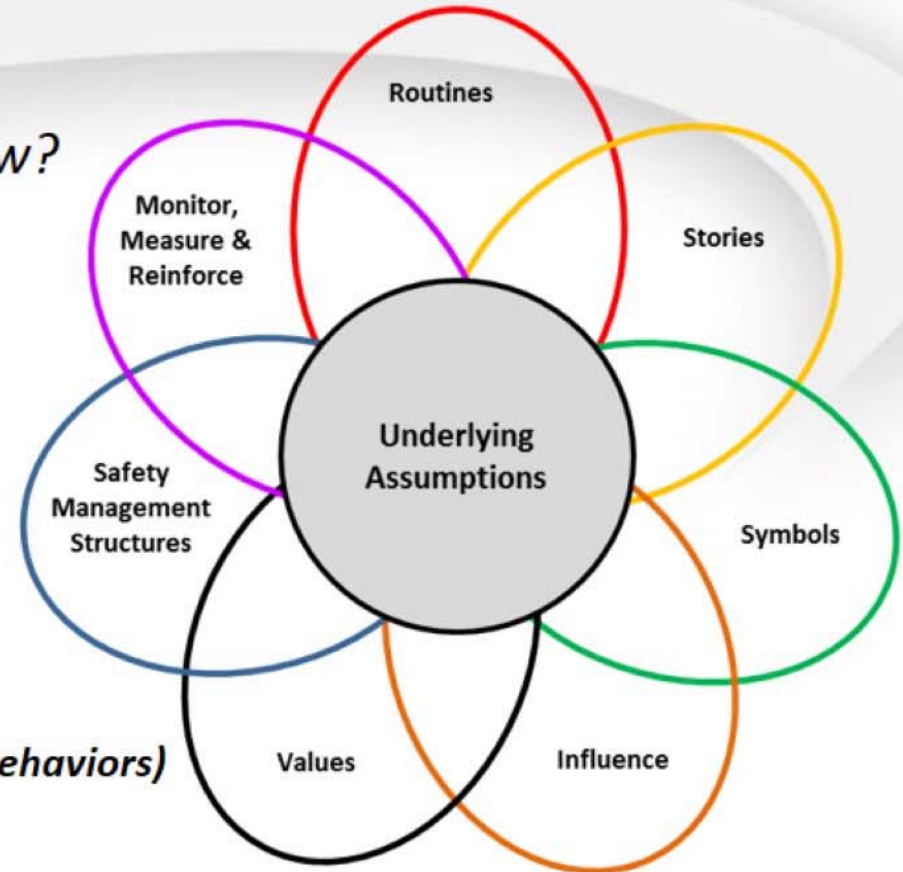 Routines
w?
Monitor,
Measure &
Reinforce
Stories
Underlying
Assumptions
Safety
Management
Structures
Symbols
ehaviors)
Values
Influence